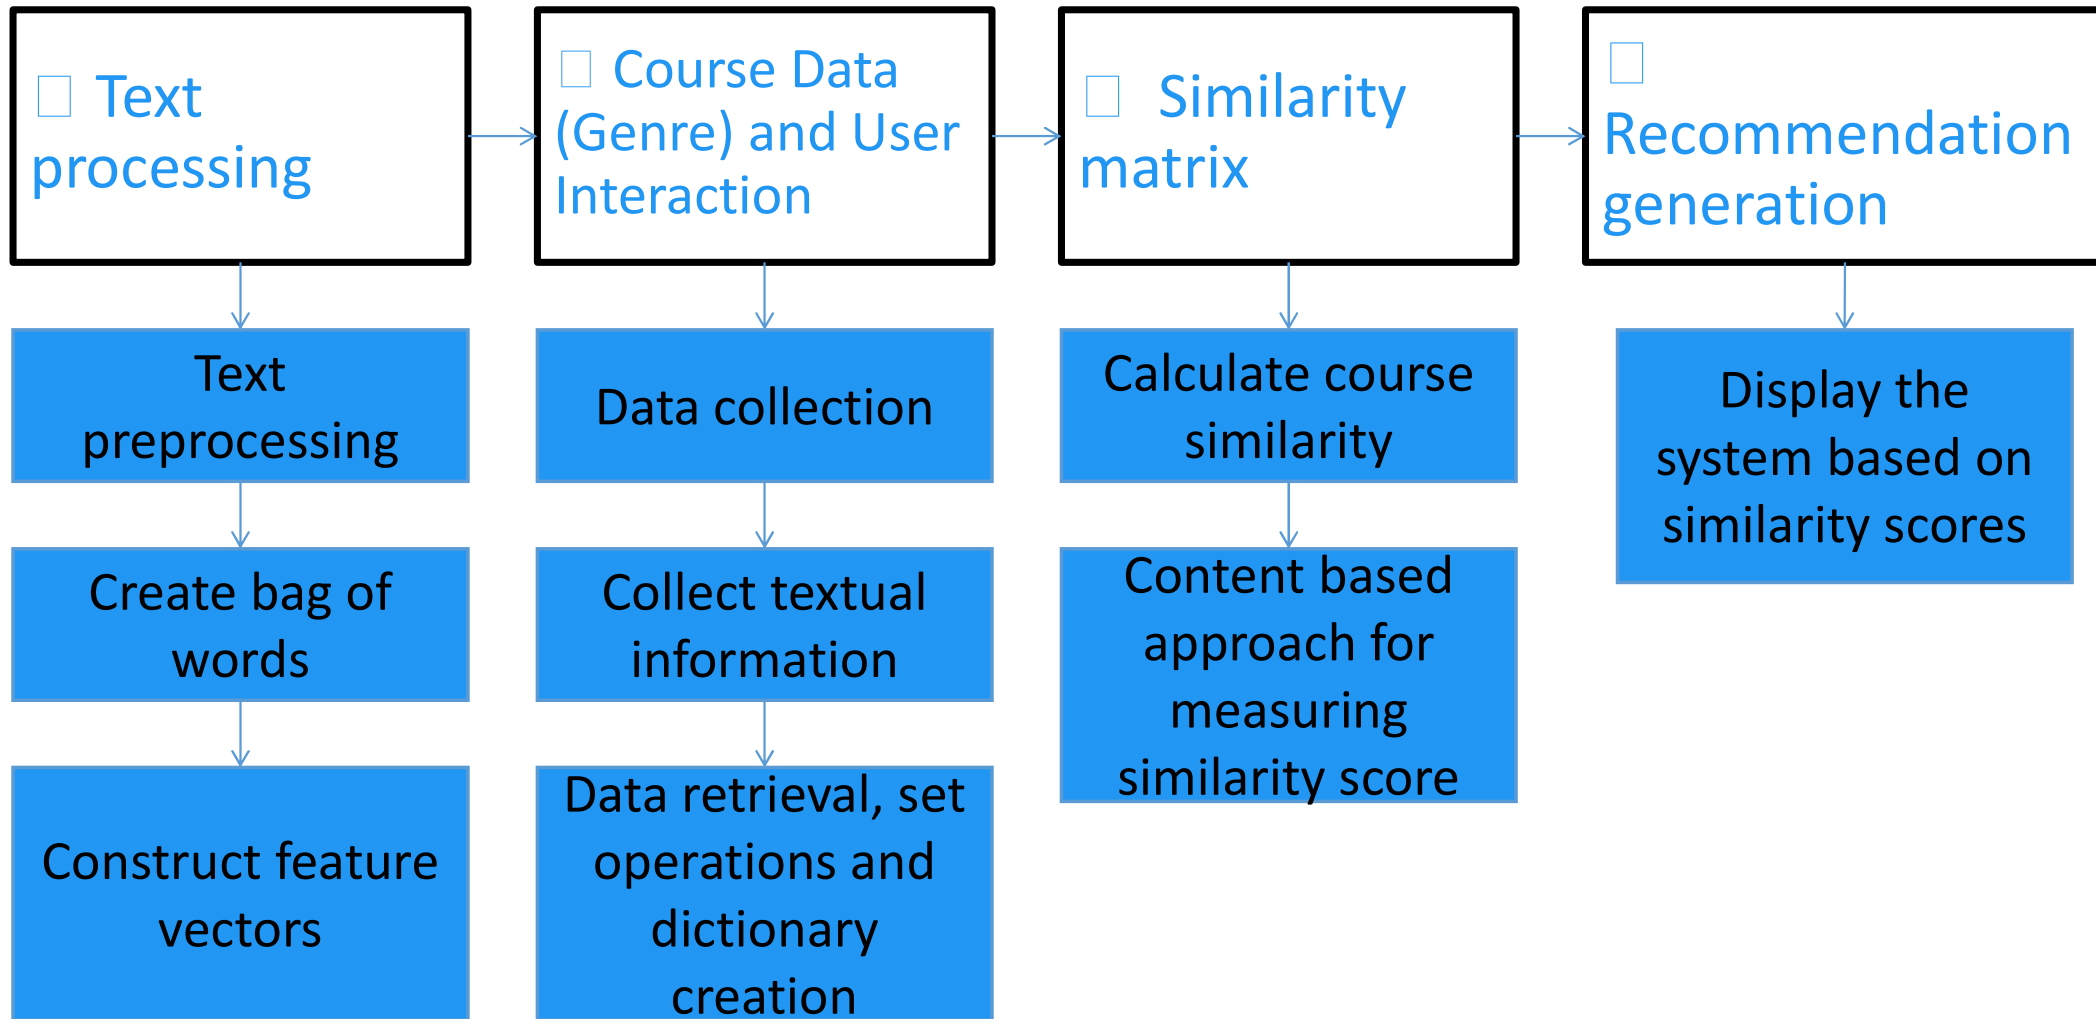 Text
processing
Course Data
(Genre) and User
Interaction
Similarity
matrix
Recommendation
generation
Text
preprocessing
Create bag of
words
Construct feature
vectors
Data collection
Collect textual
information
Data retrieval, set
operations and
dictionary
creation
Calculate course
similarity
Content based
approach for
measuring
similarity score
Display the
system based on
similarity scores